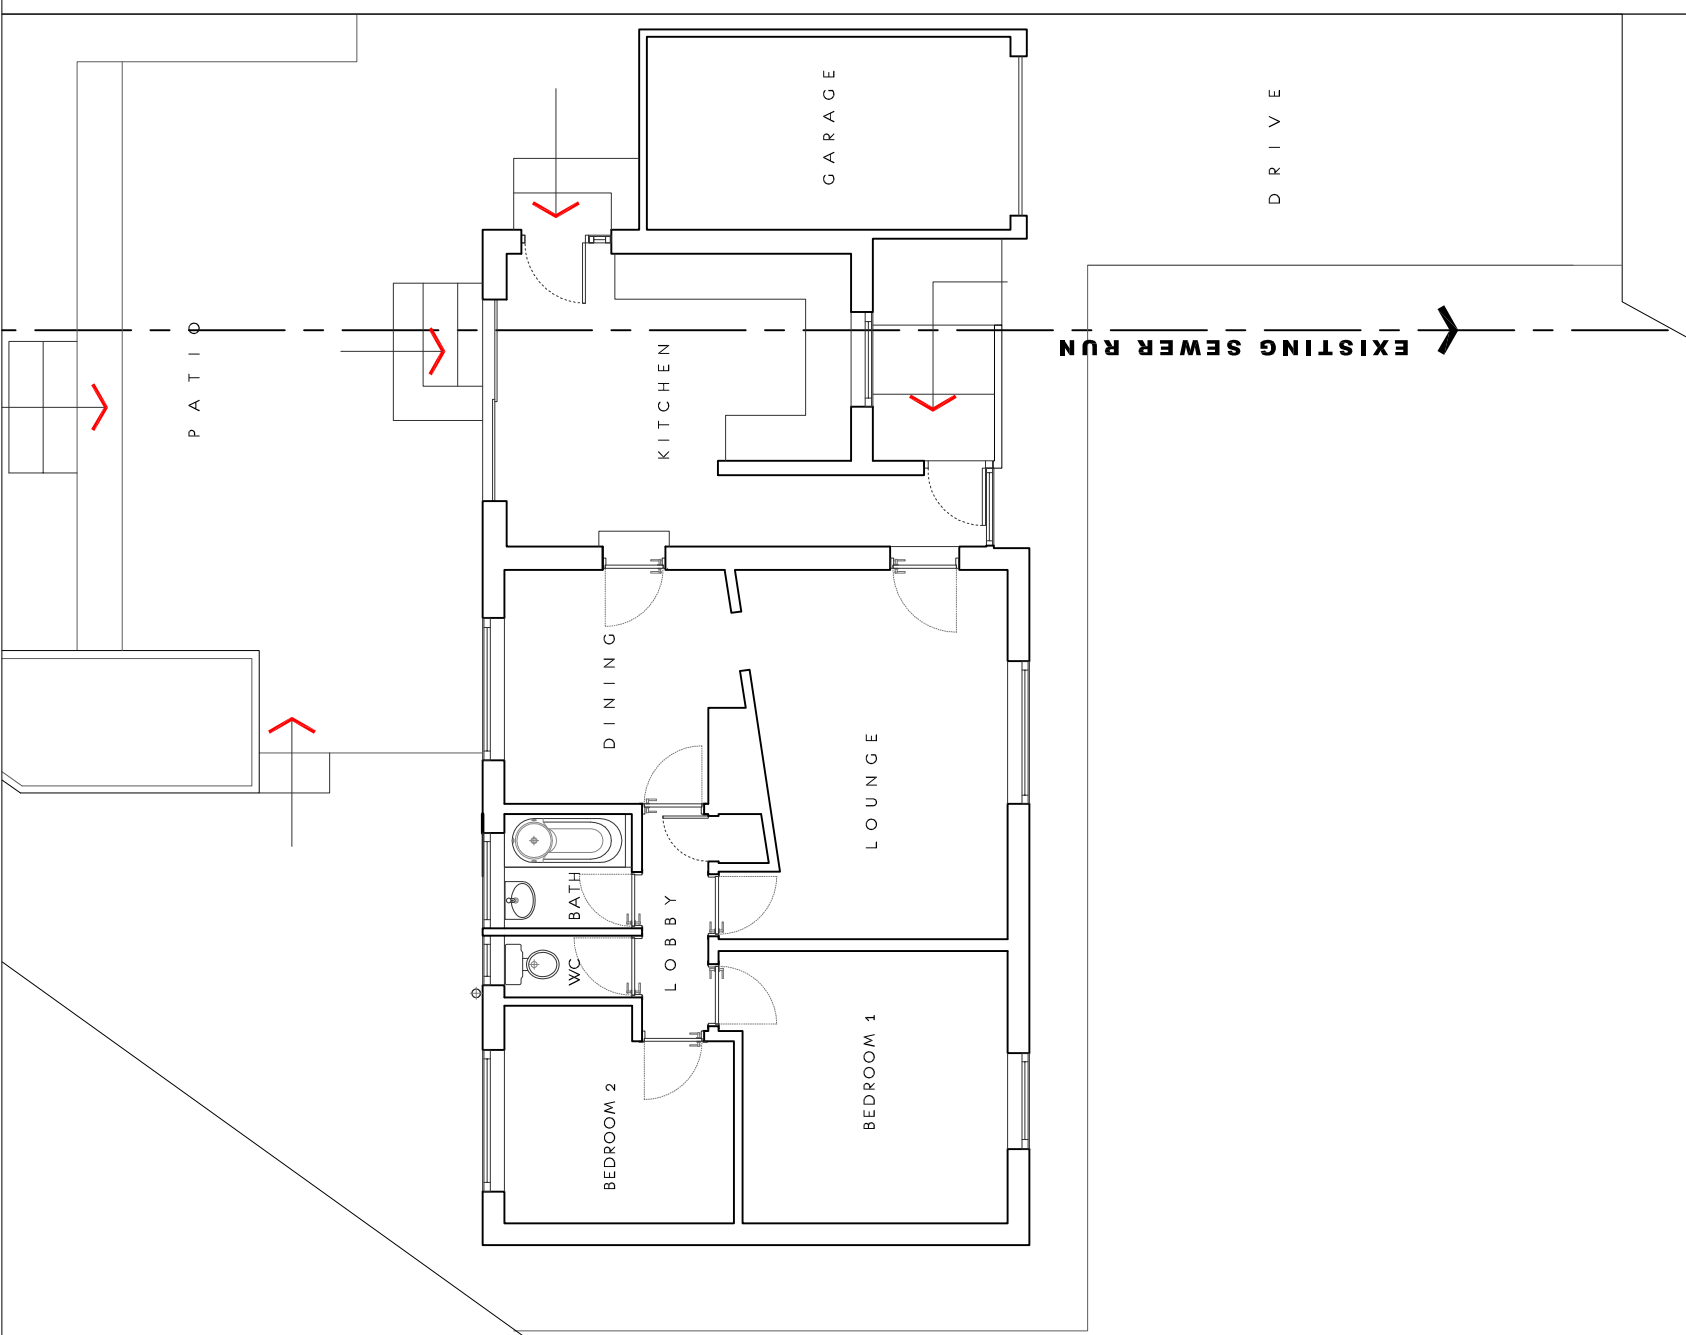 GARAGE
DRIVE
PATIO
EXISTING SEWER RUN
KITCHEN
DINING
LOUNGE
BATH
LOBBY
WC
BEDROOM 1
BEDROOM 2